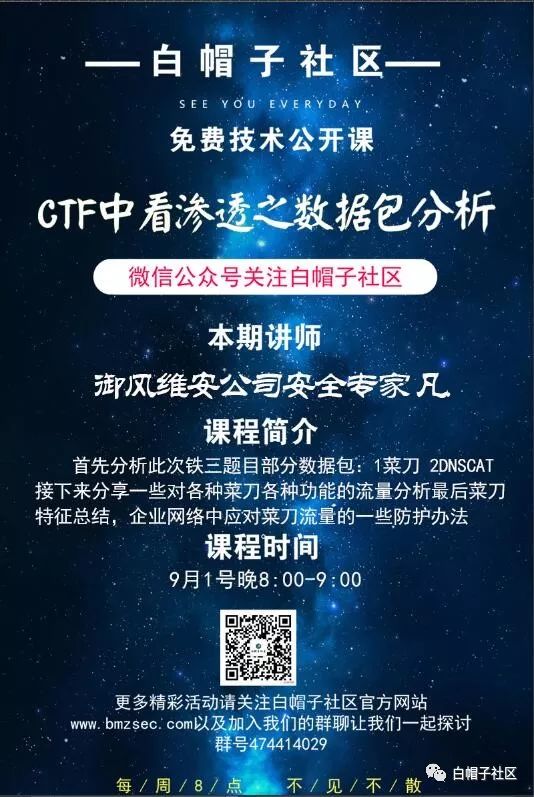 白帽子社区
SEE YOU EVERYDAY
免费技术公开课
CTF中看渗透之数据包分析
微信公众号关注白帽子社区
本期讲师
御风维安公司安全专家 凡
课程简介
首先分析此次铁三题目部分数据包：1菜刀 2DNSCAT
接下来分享一些对各种菜刀各种功能的流量分析最后菜刀
特征总结，企业网络中应对菜刀流量的一些防护办法
。
课程时间
9月1号晚8:00-9:00
更多精彩活动请关注白帽子社区官方网站
www.bmzsec.com以及加入我们的群聊让我们一起探讨
群号474414029
每/周/8/点 不/见/不/散
白帽子社区